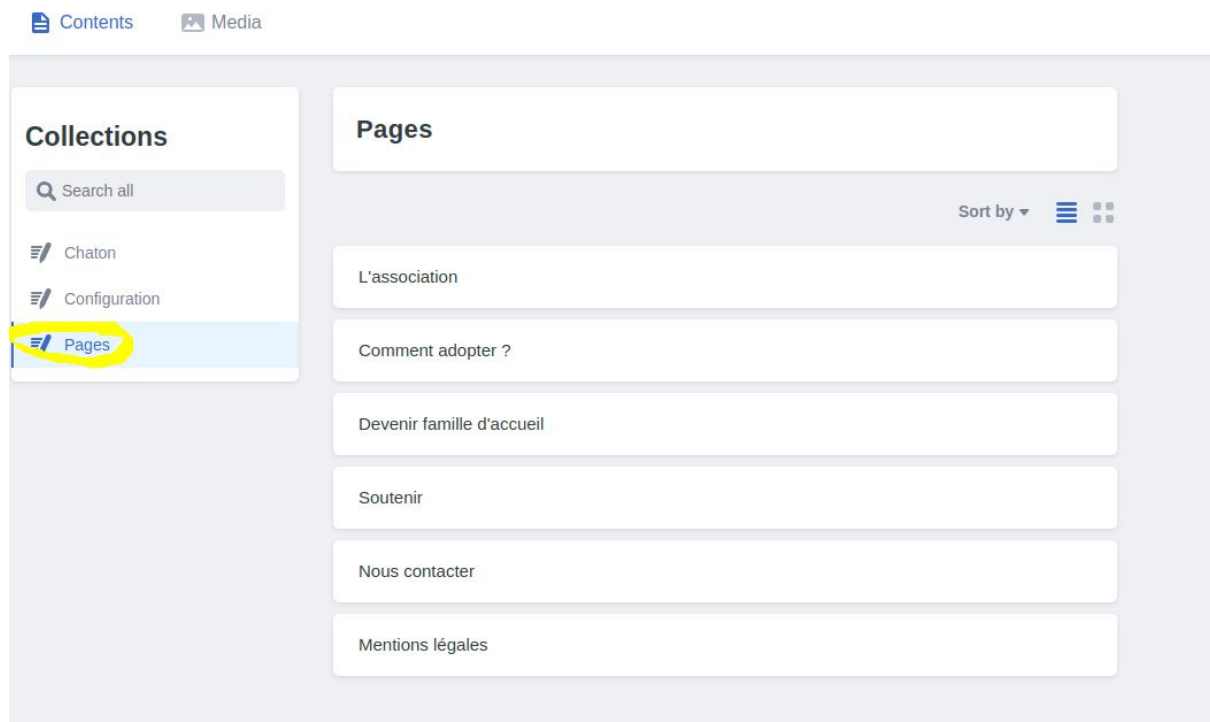 Contents Media
Collections
Search all
Chaton
Configuration
Pages
Pages
Sort by
L'association
Comment adopter ?
Devenir famille d'accueil
Soutenir
Nous contacter
Mentions légales